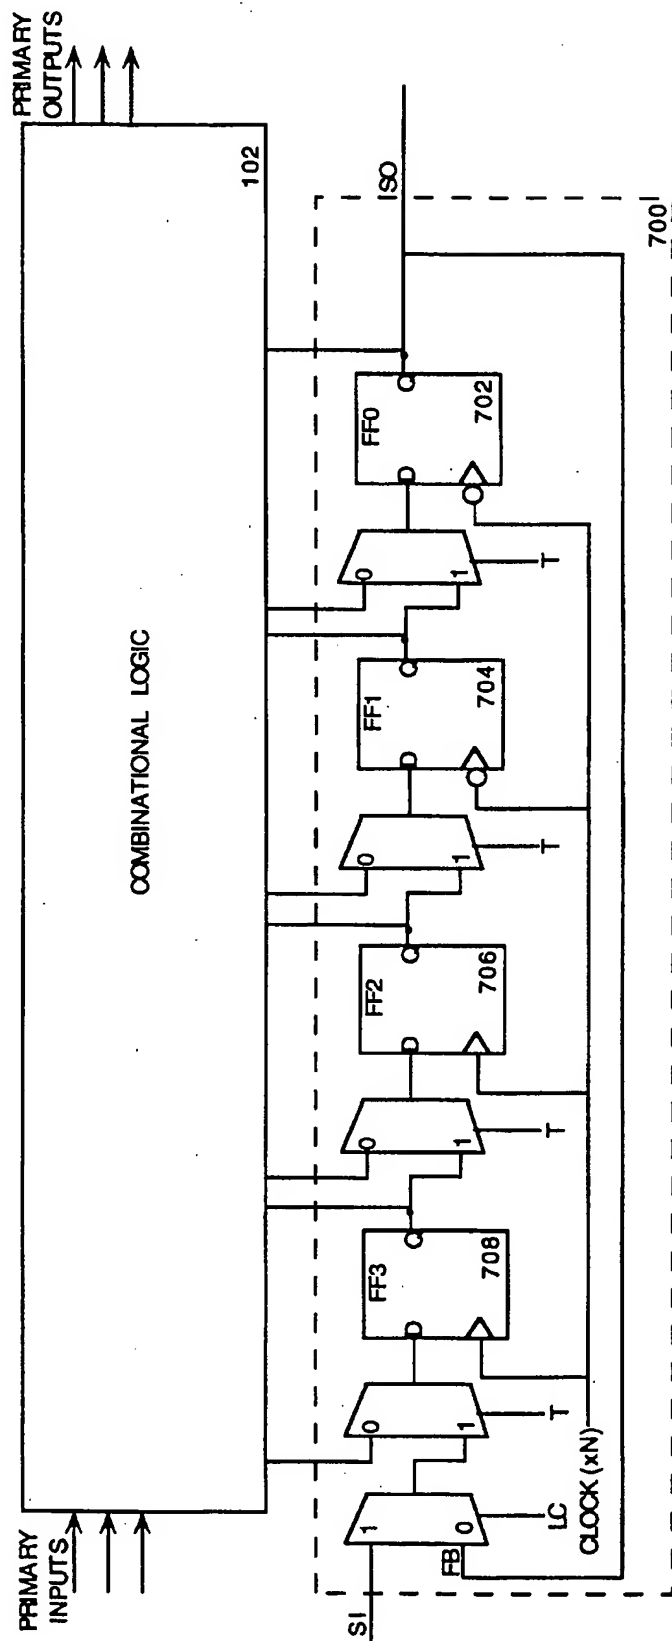 PRIMARY
INPUTS
PRIMARY
OUTPUTS
COMBINATIONAL LOGIC
102
SI
FB
1
0
LC
CLOCK (xN)
0
1
T
FF3
D
Q
708
0
1
T
FF2
D
Q
706
0
1
T
FF1
D
Q
704
0
1
T
FF0
D
Q
702
SO
700